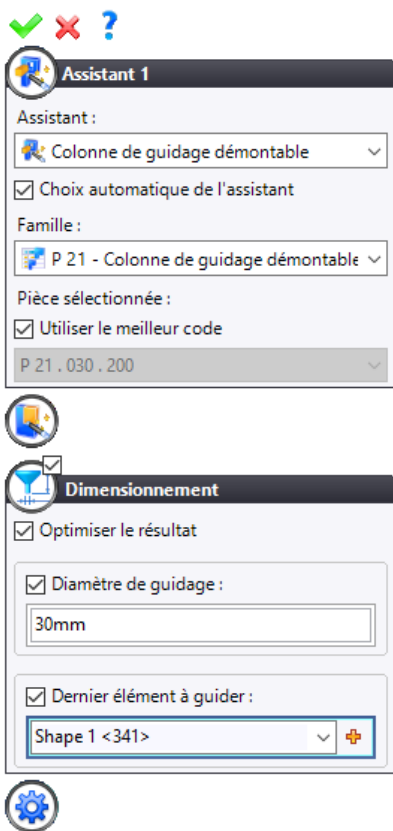 ?
Assistant 1
Assistant :
Colonne de guidage démontable
Choix automatique de l'assistant
Famille :
P 21 - Colonne de guidage démontable
Pièce sélectionnée :
Utiliser le meilleur code
P 21 . 030 . 200
Dimensionnement
Optimiser le résultat
Diamètre de guidage :
30mm
Dernier élément à guider :
Shape 1 <341>